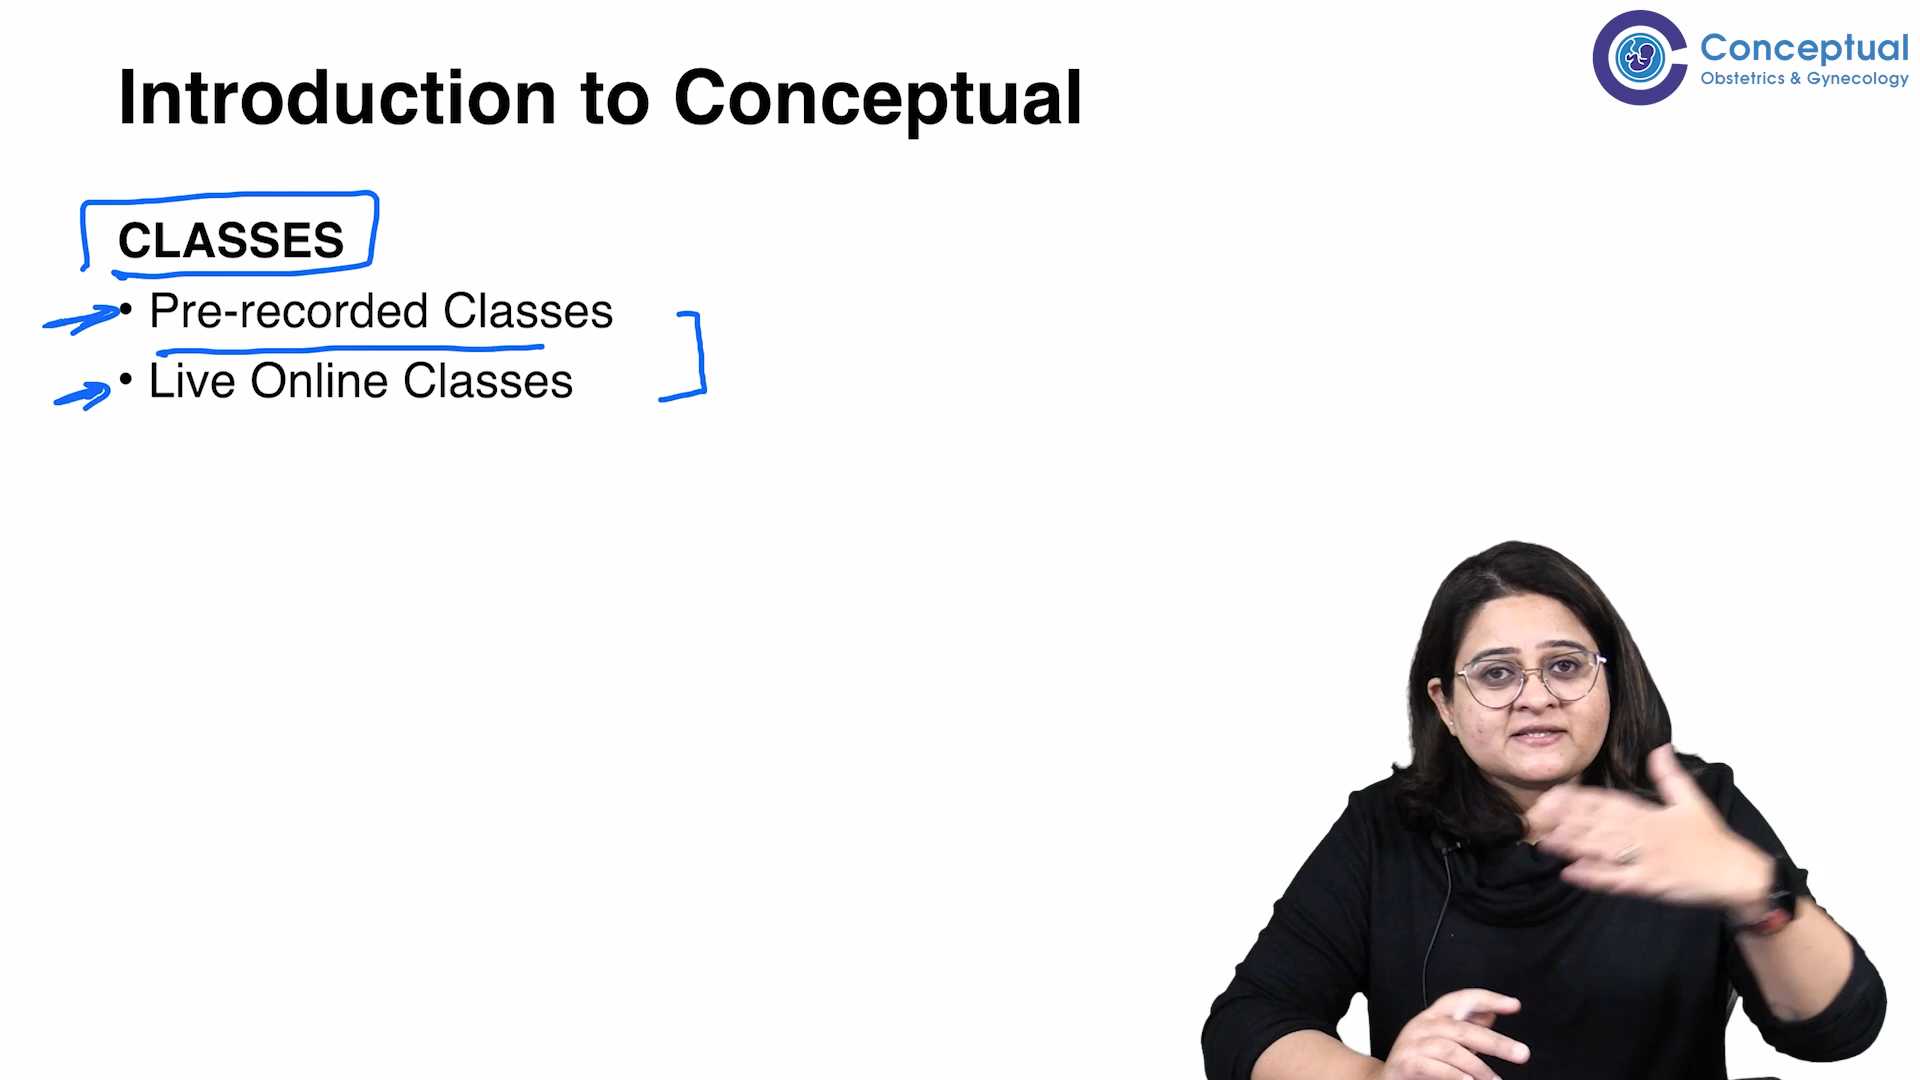 Conceptual
Obstetrics & Gynecology
Introduction to Conceptual
CLASSES
• Pre-recorded Classes
• Live Online Classes